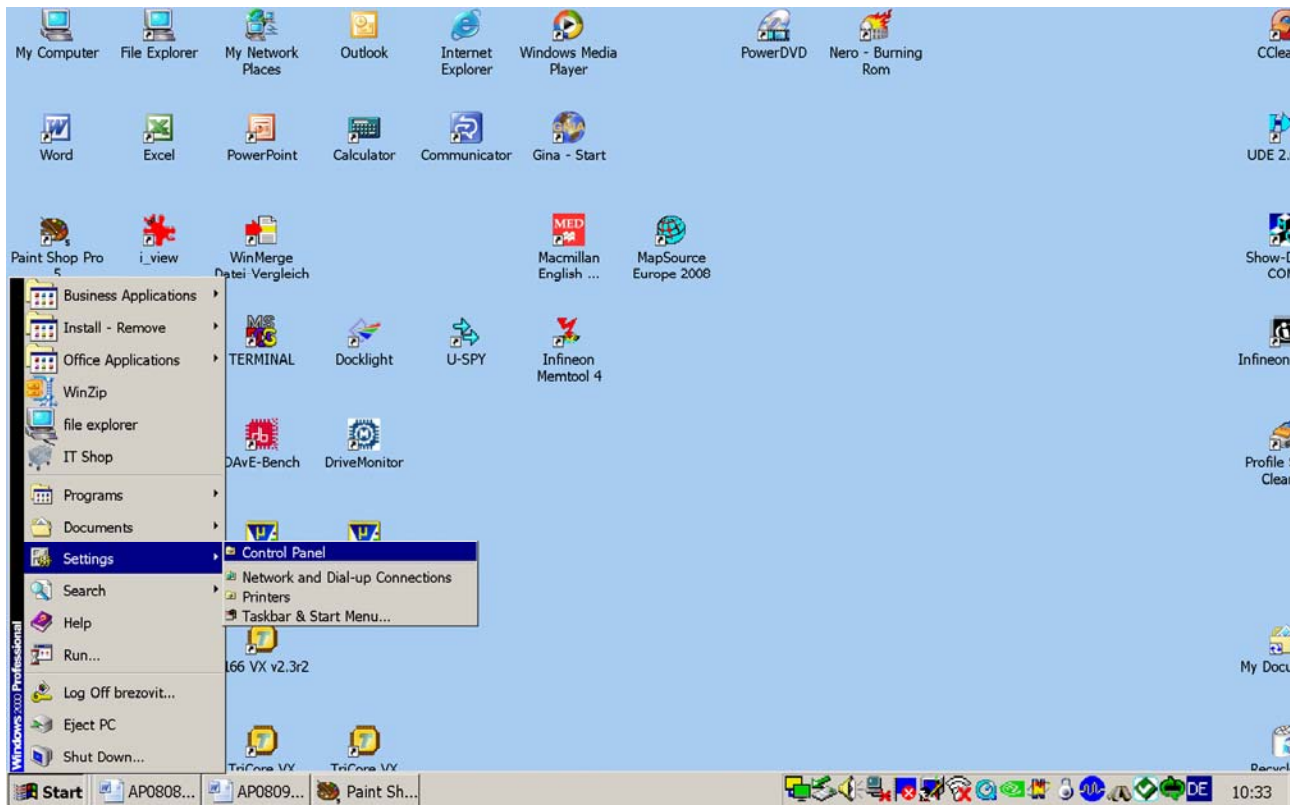 My Computer
File Explorer
My Network
Places
Outlook
Internet
Explorer
Windows Media
Player
PowerDVD
Nero - Burning
Rom
Word
Excel
PowerPoint
Calculator
Communicator
Gina - Start
UDE 2.
Paint Shop Pro
5
i_view
WinMerge
Datei Vergleich
MED
Macmillan
English ...
MapSource
Europe 2008
Business Applications
Install - Remove
Office Applications
WinZip
file explorer
IT Shop
Programs
Documents
Settings
Search
Help
Run...
Log Off brezovit...
Eject PC
Shut Down...
Windows 2000 Professional
TERMINAL
Docklight
U-SPY
Infineon
Memtool 4
Infineon
DAvE-Bench
DriveMonitor
Profile
Control Panel
Network and Dial-up Connections
Printers
Taskbar & Start Menu...
166 VX v2.3r2
My Docu
TriCore VX
TriCore VX
Start
AP0808...
AP0809...
Paint Sh...
DE
10:33